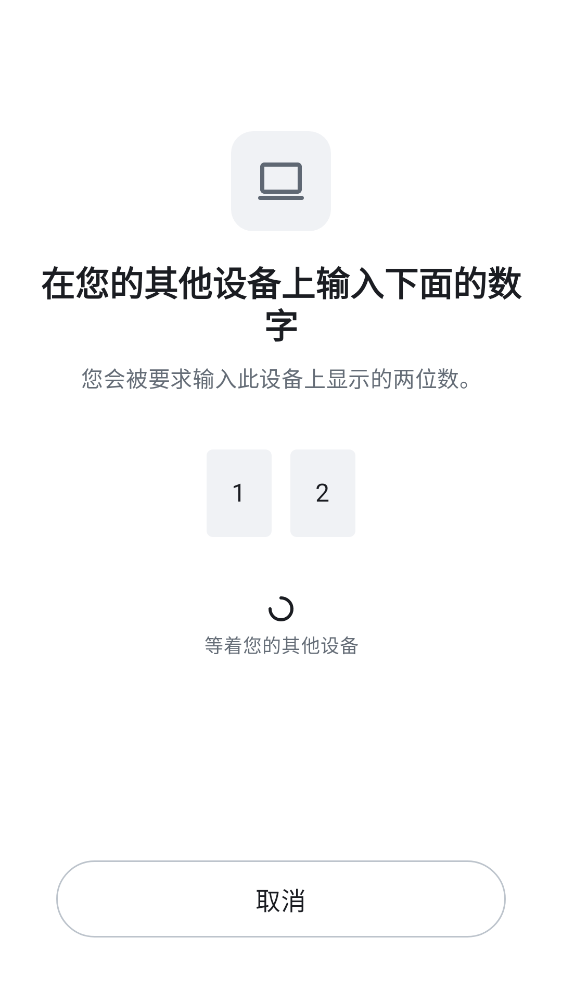 在您的其他设备上输入下面的数
字
您会被要求输入此设备上显示的两位数。
1 2
等着您的其他设备
取消